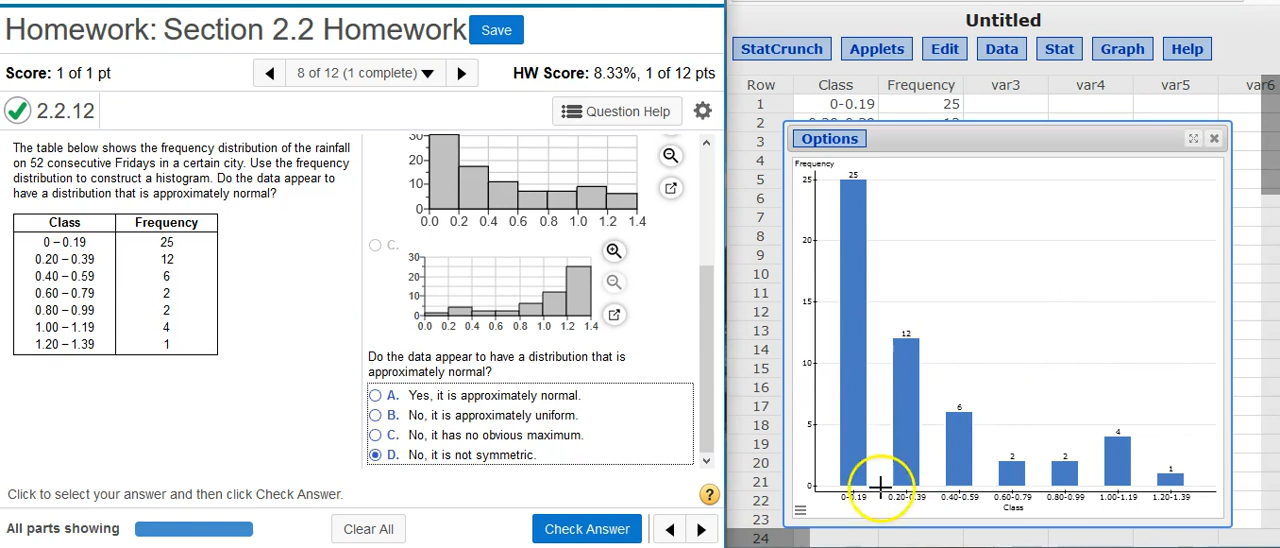 Homework: Section 2.2 Homework
Save
Score: 1 of 1 pt
8 of 12 (1 complete)
HW Score: 8.33%, 1 of 12 pts
2.2.12
Question Help
The table below shows the frequency distribution of the rainfall
on 52 consecutive Fridays in a certain city. Use the frequency
distribution to construct a histogram. Do the data appear to
have a distribution that is approximately normal?
Class Frequency
0 – 0.19 25
0.20 – 0.39 12
0.40 – 0.59 6
0.60 – 0.79 2
0.80 – 0.99 2
1.00 – 1.19 4
1.20 – 1.39 1
30
20
10
0
0.0 0.2 0.4 0.6 0.8 1.0 1.2 1.4
C.
30
20
10
0
0.0 0.2 0.4 0.6 0.8 1.0 1.2 1.4
Do the data appear to have a distribution that is
approximately normal?
A. Yes, it is approximately normal.
B. No, it is approximately uniform.
C. No, it has no obvious maximum.
D. No, it is not symmetric.
Click to select your answer and then click Check Answer.
?
All parts showing
Clear All
Check Answer
Untitled
StatCrunch Applets Edit Data Stat Graph Help
Row Class Frequency var3 var4 var5 var6
1 0-0.19 25
2
3
4
5
6
7
8
9
10
11
12
13
14
15
16
17
18
19
20
21
22
23
24
Options
Frequency
25
20
15
10
5
0
25
12
6
2
2
4
1
0-0.19 0.20-0.39 0.40-0.59 0.60-0.79 0.80-0.99 1.00-1.19 1.20-1.39
Class